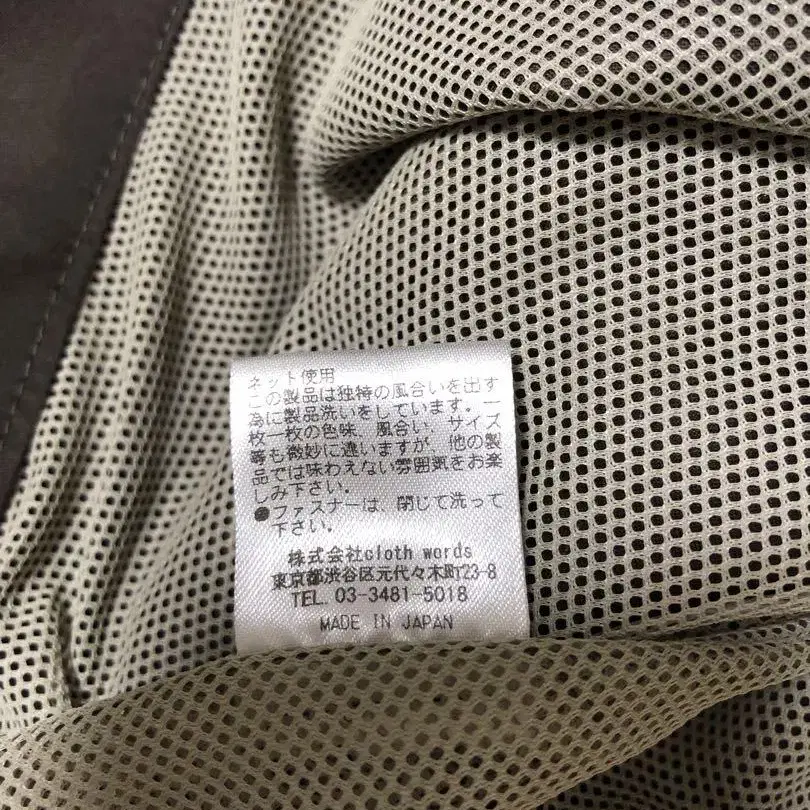 ネット使用
この製品は独特の風合いを出す
為に製品洗いをしています。一
枚一枚の色味，風合い，サイズ
等も微妙に違いますが 他の製
品では味わえない雰囲気をお楽
しみ下さい。
●ファスナーは、閉じて洗って
下さい。
株式会社cloth words
東京都渋谷区元代々木町23-8
TEL. 03-3481-5018
MADE IN JAPAN